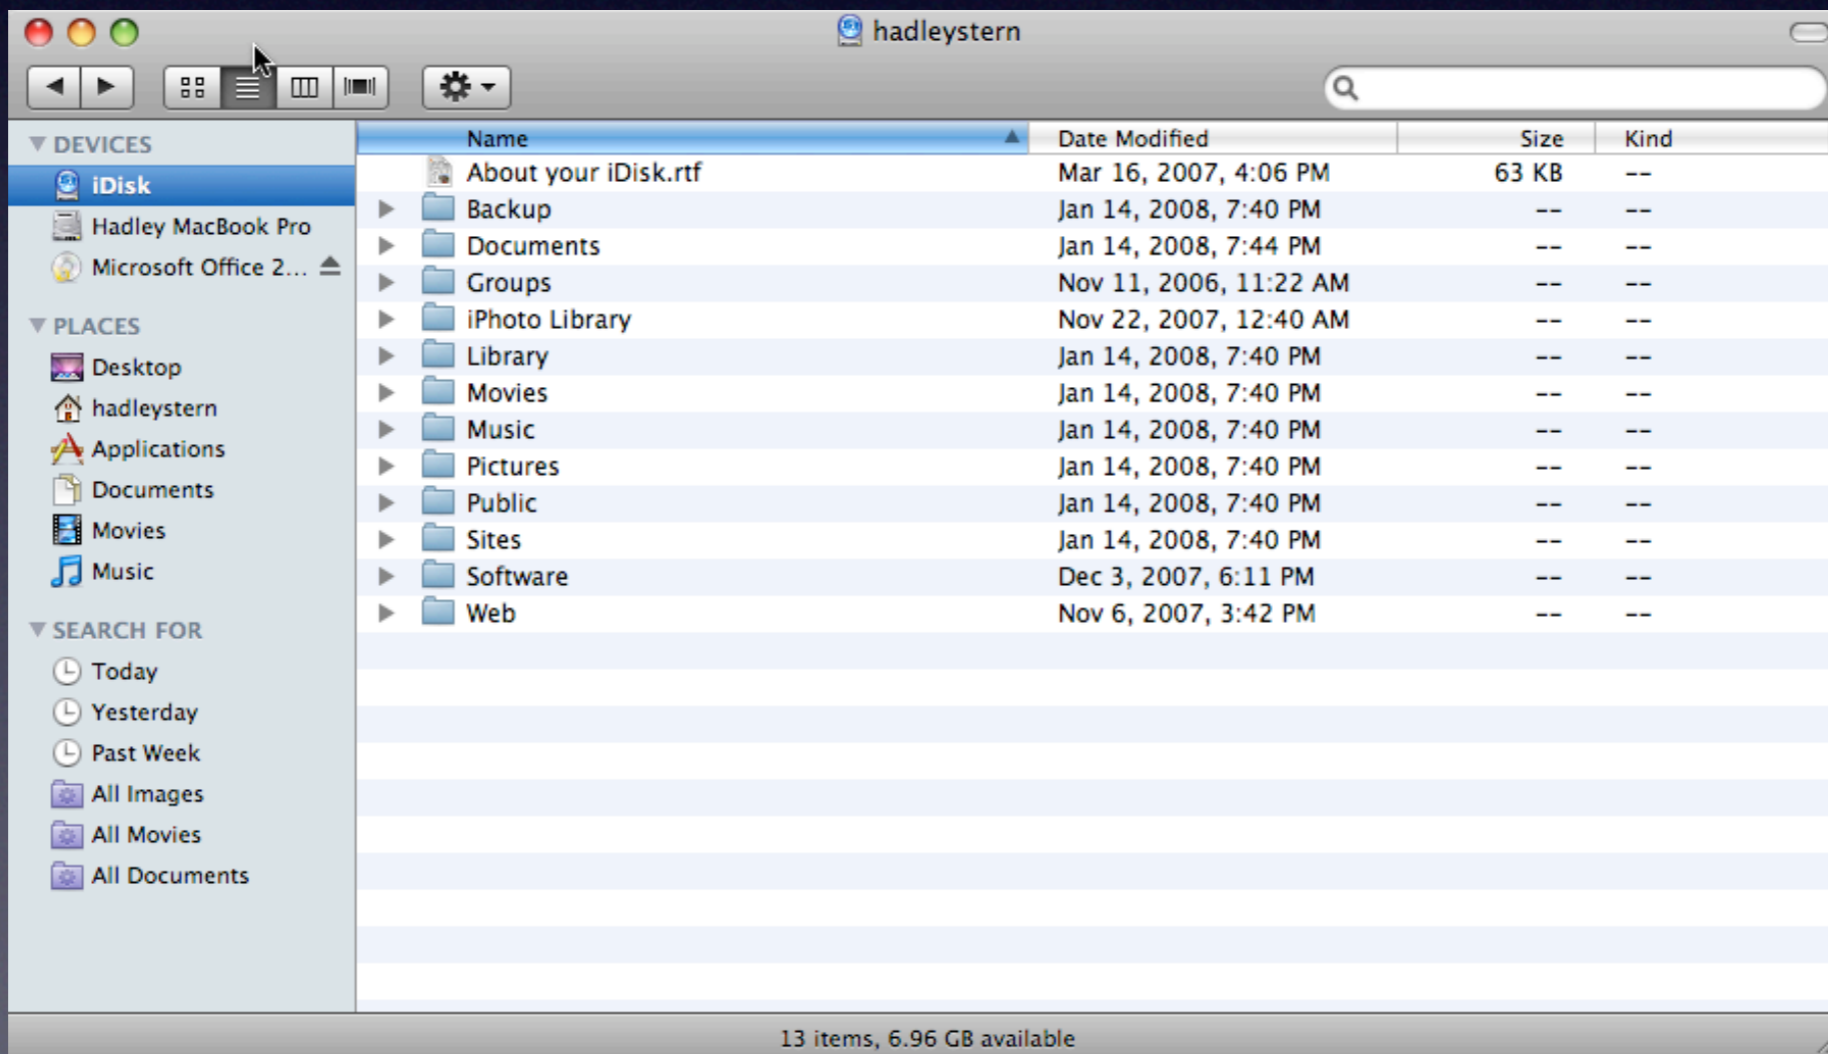 hadleystern
DEVICES
iDisk
Hadley MacBook Pro
Microsoft Office 2...
PLACES
Desktop
hadleystern
Applications
Documents
Movies
Music
SEARCH FOR
Today
Yesterday
Past Week
All Images
All Movies
All Documents
Name Date Modified Size Kind
About your iDisk.rtf Mar 16, 2007, 4:06 PM 63 KB --
Backup Jan 14, 2008, 7:40 PM -- --
Documents Jan 14, 2008, 7:44 PM -- --
Groups Nov 11, 2006, 11:22 AM -- --
iPhoto Library Nov 22, 2007, 12:40 AM -- --
Library Jan 14, 2008, 7:40 PM -- --
Movies Jan 14, 2008, 7:40 PM -- --
Music Jan 14, 2008, 7:40 PM -- --
Pictures Jan 14, 2008, 7:40 PM -- --
Public Jan 14, 2008, 7:40 PM -- --
Sites Jan 14, 2008, 7:40 PM -- --
Software Dec 3, 2007, 6:11 PM -- --
Web Nov 6, 2007, 3:42 PM -- --
13 items, 6.96 GB available